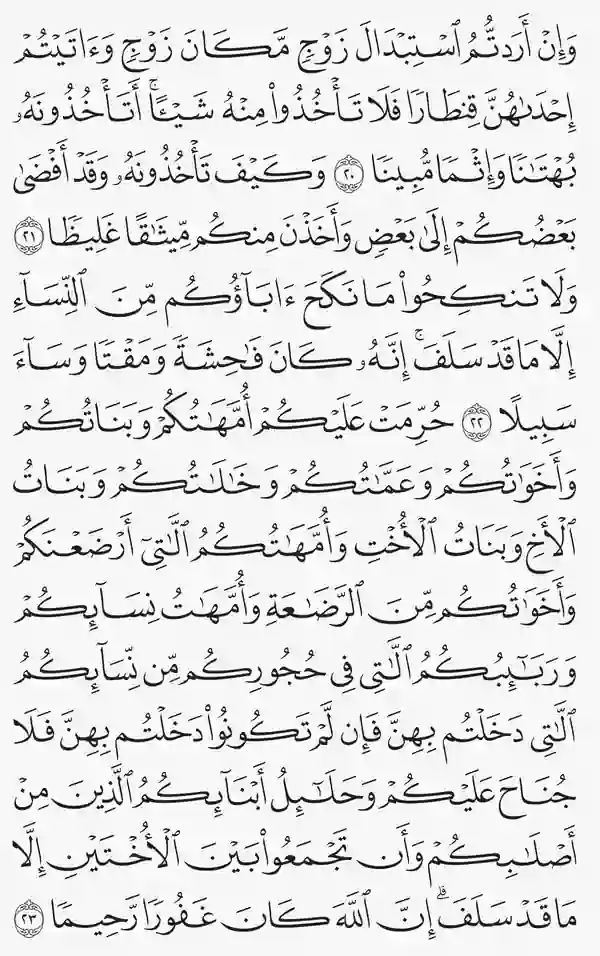 وَإِنْ أَرَدتُّمُ ٱسْتِبْدَالَ زَوْجٍ مَّكَانَ زَوْجٍ وَءَاتَيْتُمْ
إِحْدَىٰهُنَّ قِنطَارًا فَلَا تَأْخُذُوا۟ مِنْهُ شَيْـًٔا ۚ أَتَأْخُذُونَهُۥ
بُهْتَـٰنًا وَإِثْمًا مُّبِينًا ٢٠ وَكَيْفَ تَأْخُذُونَهُۥ وَقَدْ أَفْضَىٰ
بَعْضُكُمْ إِلَىٰ بَعْضٍ وَأَخَذْنَ مِنكُم مِّيثَـٰقًا غَلِيظًا ٢١
وَلَا تَنكِحُوا۟ مَا نَكَحَ ءَابَآؤُكُم مِّنَ ٱلنِّسَآءِ
إِلَّا مَا قَدْ سَلَفَ ۚ إِنَّهُۥ كَانَ فَـٰحِشَةً وَمَقْتًا وَسَآءَ
سَبِيلًا ٢٢ حُرِّمَتْ عَلَيْكُمْ أُمَّهَـٰتُكُمْ وَبَنَاتُكُمْ
وَأَخَوَٰتُكُمْ وَعَمَّـٰتُكُمْ وَخَـٰلَـٰتُكُمْ وَبَنَاتُ
ٱلْأَخِ وَبَنَاتُ ٱلْأُخْتِ وَأُمَّهَـٰتُكُمُ ٱلَّـٰتِىٓ أَرْضَعْنَكُمْ
وَأَخَوَٰتُكُم مِّنَ ٱلرَّضَـٰعَةِ وَأُمَّهَـٰتُ نِسَآئِكُمْ
وَرَبَـٰٓئِبُكُمُ ٱلَّـٰتِى فِى حُجُورِكُم مِّن نِّسَآئِكُمُ
ٱلَّـٰتِى دَخَلْتُم بِهِنَّ فَإِن لَّمْ تَكُونُوا۟ دَخَلْتُم بِهِنَّ فَلَا
جُنَاحَ عَلَيْكُمْ وَحَلَـٰٓئِلُ أَبْنَآئِكُمُ ٱلَّذِينَ مِنْ
أَصْلَـٰبِكُمْ وَأَن تَجْمَعُوا۟ بَيْنَ ٱلْأُخْتَيْنِ إِلَّا
مَا قَدْ سَلَفَ ۗ إِنَّ ٱللَّهَ كَانَ غَفُورًا رَّحِيمًا ٢٣